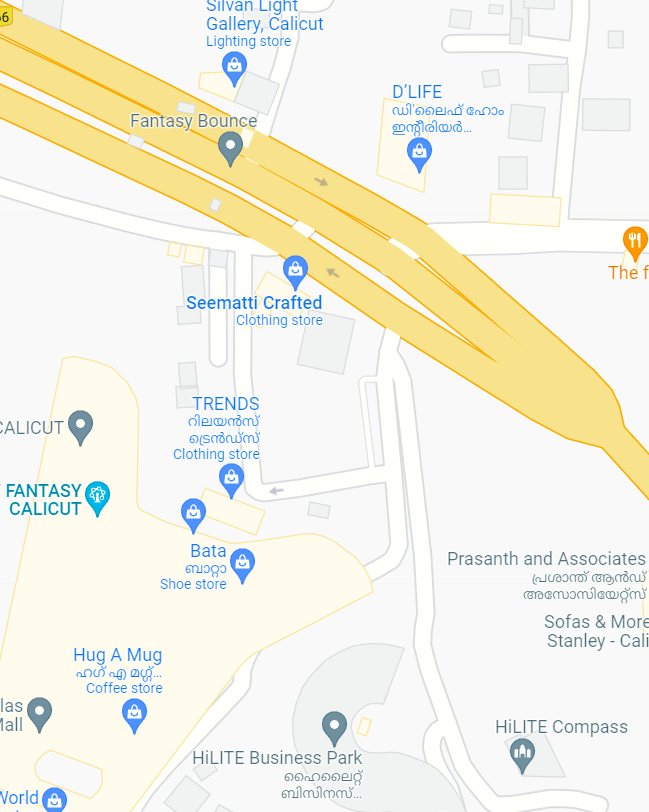 66
Silvan Light
Gallery, Calicut
Lighting store
D'LIFE
ഡി'ലൈഫ് ഹോം
ഇന്റീരിയർ...
Fantasy Bounce
The f
Seematti Crafted
Clothing store
TRENDS
റിലയൻസ്
ട്രെൻഡ്സ്
Clothing store
CALICUT
FANTASY
CALICUT
Bata
ബാറ്റാ
Shoe store
Prasanth and Associates
പ്രശാന്ത് ആൻഡ്
അസോസിയേറ്റ്സ്
Sofas & More
Stanley - Cali
Hug A Mug
ഹഗ് എ മഗ്ഗ്...
Coffee store
las
Mall
HiLITE Compass
HiLITE Business Park
ഹൈലൈറ്റ്
ബിസിനസ്...
World